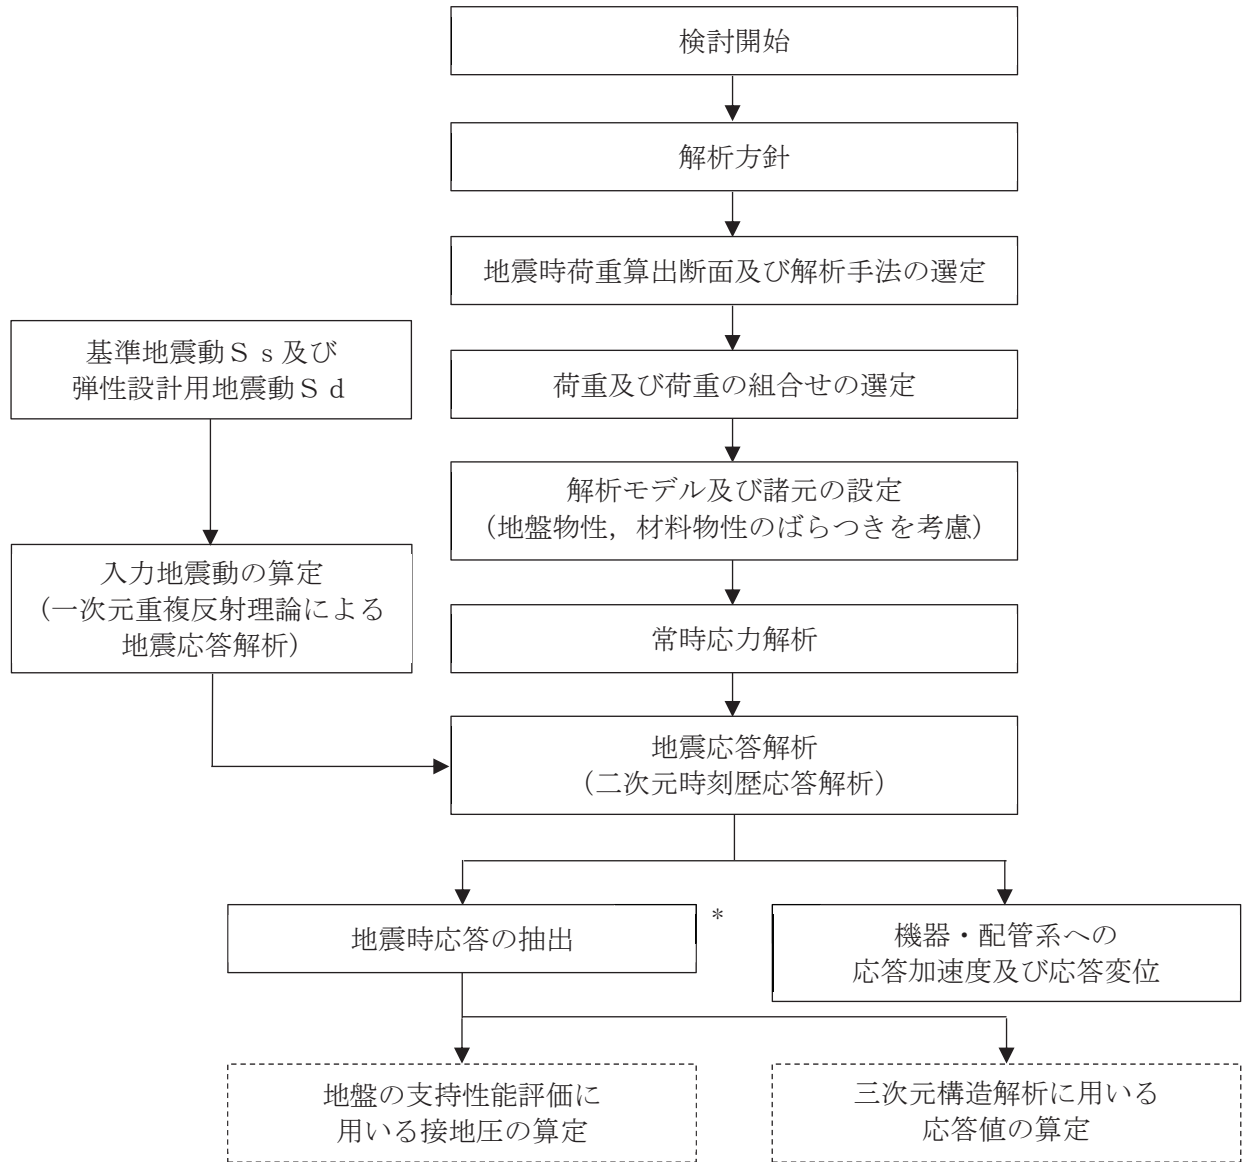 検討開始
解析方針
地震時荷重算出断面及び解析手法の選定
基準地震動Ｓｓ及び
弾性設計用地震動Ｓｄ
荷重及び荷重の組合せの選定
解析モデル及び諸元の設定
（地盤物性，材料物性のばらつきを考慮）
入力地震動の算定
（一次元重複反射理論による
地震応答解析）
常時応力解析
地震応答解析
（二次元時刻歴応答解析）
地震時応答の抽出
*
機器・配管系への
応答加速度及び応答変位
地盤の支持性能評価に
用いる接地圧の算定
三次元構造解析に用いる
応答値の算定